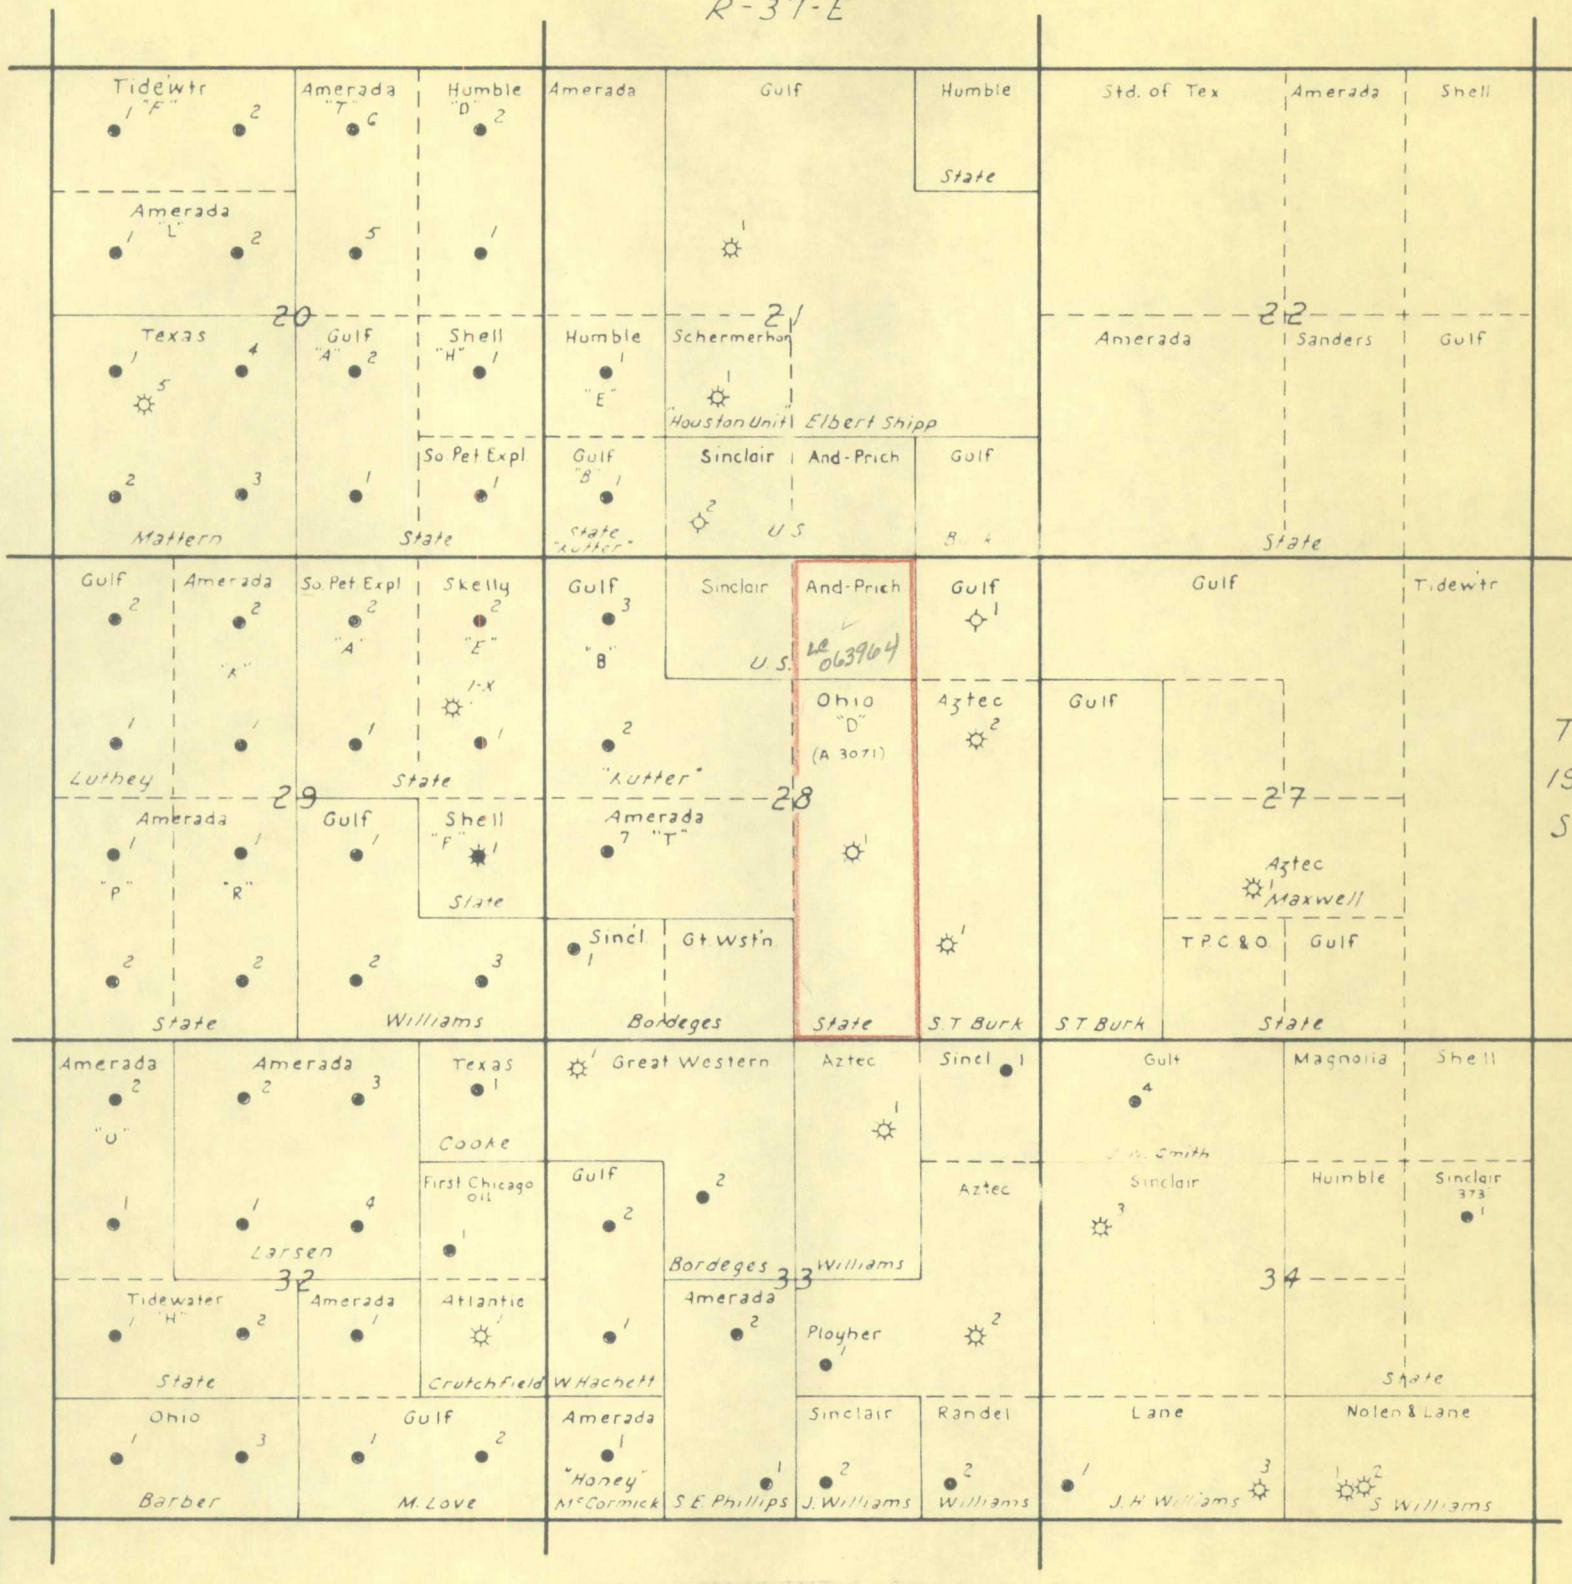 R-37-E
Tidewtr
"F"
1 2
Amerada
"T"
6
Humble
"D"
2
Amerada
"L"
1 2
5
1
20
Texas
1 4
5
2 3
Mattern
Gulf
"A" 2
1
Shell
"H" 1
So. Pet Expl.
1
State
Amerada
Gulf
1
Humble
State
21
Humble
1
"E"
Schermerhorn
1
"Houston Unit"
Elbert Shipp
Gulf
"B" 1
State
"Kutter"
Sinclair
2
And-Prich
U S
Gulf
Std. of Tex
Amerada
Shell
22
Amerada
Sanders
Gulf
State
Gulf
2
1
Luthey
Amerada
2
"K"
1
So. Pet Expl
2
"A"
1
Skelly
2
"E"
1-X
1
State
29
Amerada
1 1
"P" "R"
2 2
State
Gulf
1
Shell
"F" 1
State
2 3
Williams
Gulf
3
"B"
2
"Kutter"
Sinclair
U.S.
And-Prich
LC
063964
Ohio
"D"
(A 3071)
1
State
Gulf
1
Aztec
2
1
S.T Burk
28
Amerada
7 "T"
Sincl.
1
Gt. Wst'n.
Bordeges
Gulf
Tidewtr
Gulf
S T Burk
27
Aztec
1
Maxwell
T.P.C & O.
Gulf
State
T
19
S
Amerada
2
"U"
1
Amerada
2 3
1 4
Larsen
Texas
1
Cooke
First Chicago
Oil
1
32
Tidewater
"H"
1 2
State
Amerada
1
Atlantic
1
Crutchfield
Ohio
1 3
Barber
Gulf
1 2
M. Love
1
Great Western
2
Bordeges
Gulf
2
1
W Hachett
Aztec
1
Williams
Sincl 1
Aztec
2
33
Amerada
2
1
S E. Phillips
Ployher
1
Amerada
1
"Honey"
McCormick
Sinclair
2
J. Williams
Randel
2
Williams
Gulf
4
Smith
Sinclair
3
Magnolia
Shell
Humble
Sinclair
373
1
34
State
Lane
1 3
J. H Williams
Nolen & Lane
1 2
S Williams